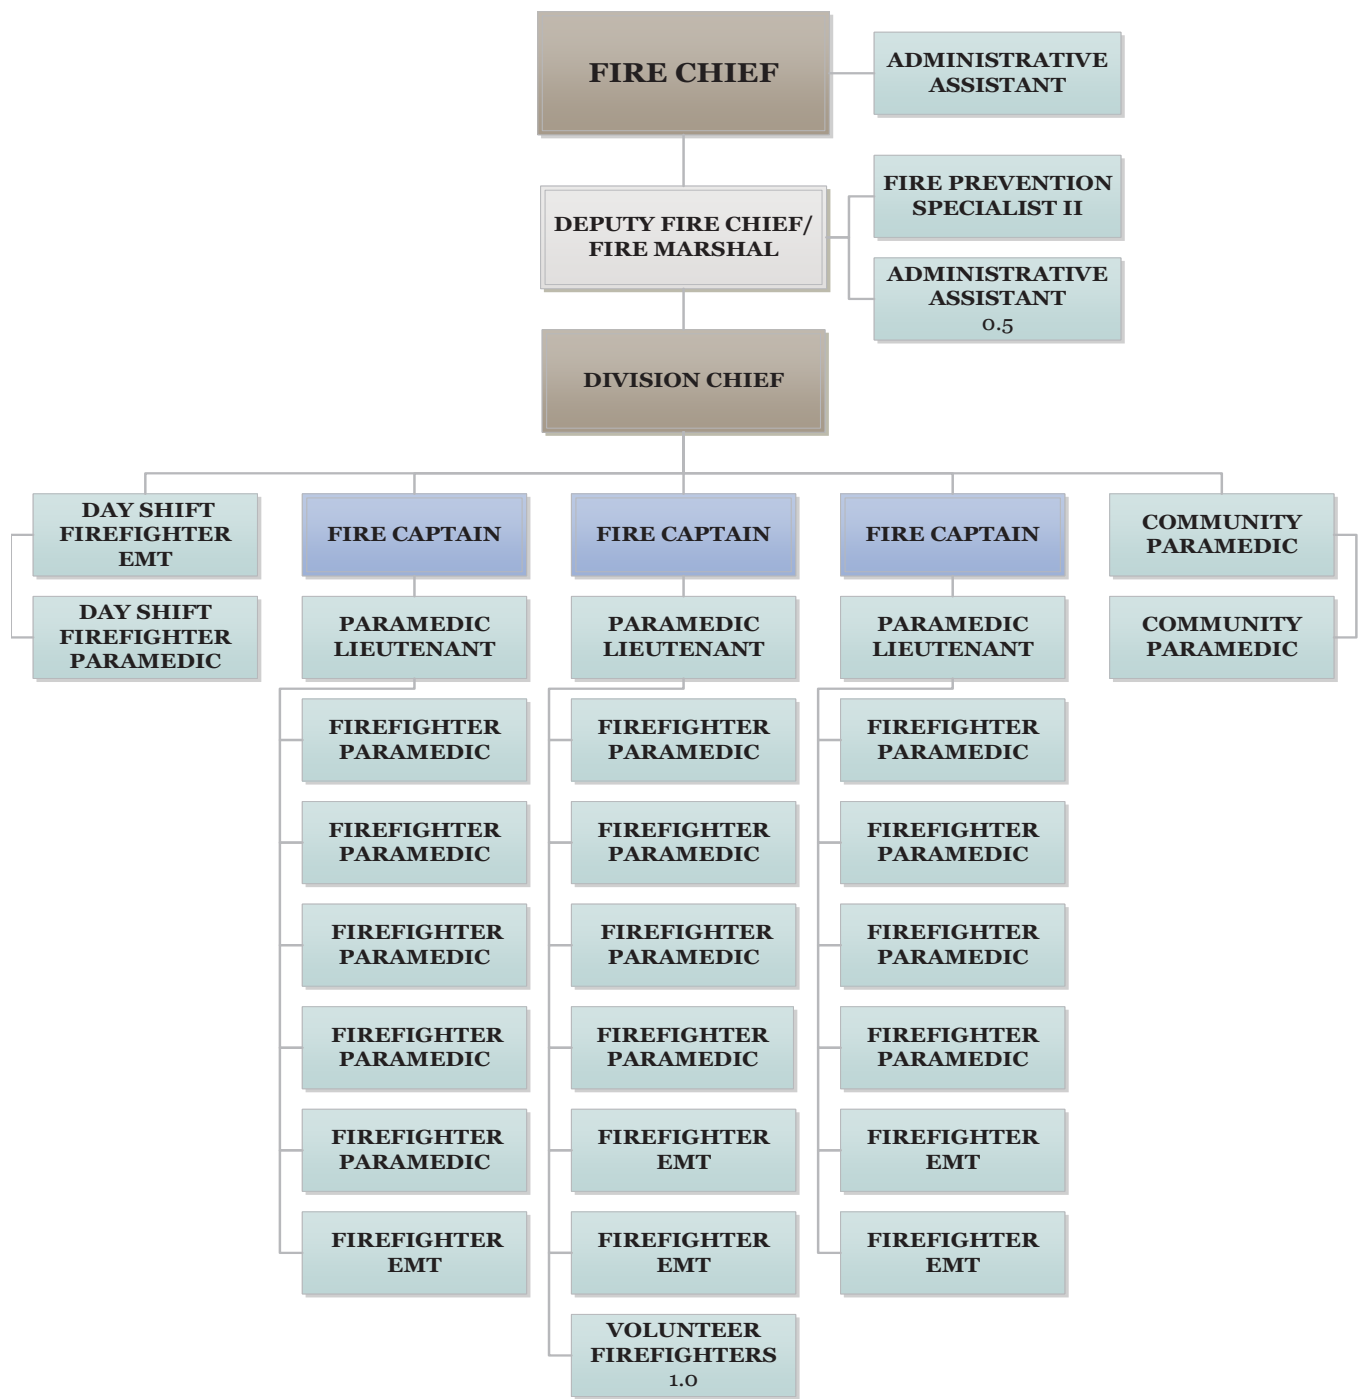 FIRE CHIEF
ADMINISTRATIVE
ASSISTANT
FIRE PREVENTION
SPECIALIST II
DEPUTY FIRE CHIEF/
FIRE MARSHAL
ADMINISTRATIVE
ASSISTANT
0.5
DIVISION CHIEF
DAY SHIFT
FIREFIGHTER
EMT
DAY SHIFT
FIREFIGHTER
PARAMEDIC
FIRE CAPTAIN
PARAMEDIC
LIEUTENANT
FIREFIGHTER
PARAMEDIC
FIREFIGHTER
PARAMEDIC
FIREFIGHTER
PARAMEDIC
FIREFIGHTER
PARAMEDIC
FIREFIGHTER
PARAMEDIC
FIREFIGHTER
EMT
FIRE CAPTAIN
PARAMEDIC
LIEUTENANT
FIREFIGHTER
PARAMEDIC
FIREFIGHTER
PARAMEDIC
FIREFIGHTER
PARAMEDIC
FIREFIGHTER
PARAMEDIC
FIREFIGHTER
EMT
FIREFIGHTER
EMT
VOLUNTEER
FIREFIGHTERS
1.0
FIRE CAPTAIN
PARAMEDIC
LIEUTENANT
FIREFIGHTER
PARAMEDIC
FIREFIGHTER
PARAMEDIC
FIREFIGHTER
PARAMEDIC
FIREFIGHTER
PARAMEDIC
FIREFIGHTER
EMT
FIREFIGHTER
EMT
COMMUNITY
PARAMEDIC
COMMUNITY
PARAMEDIC